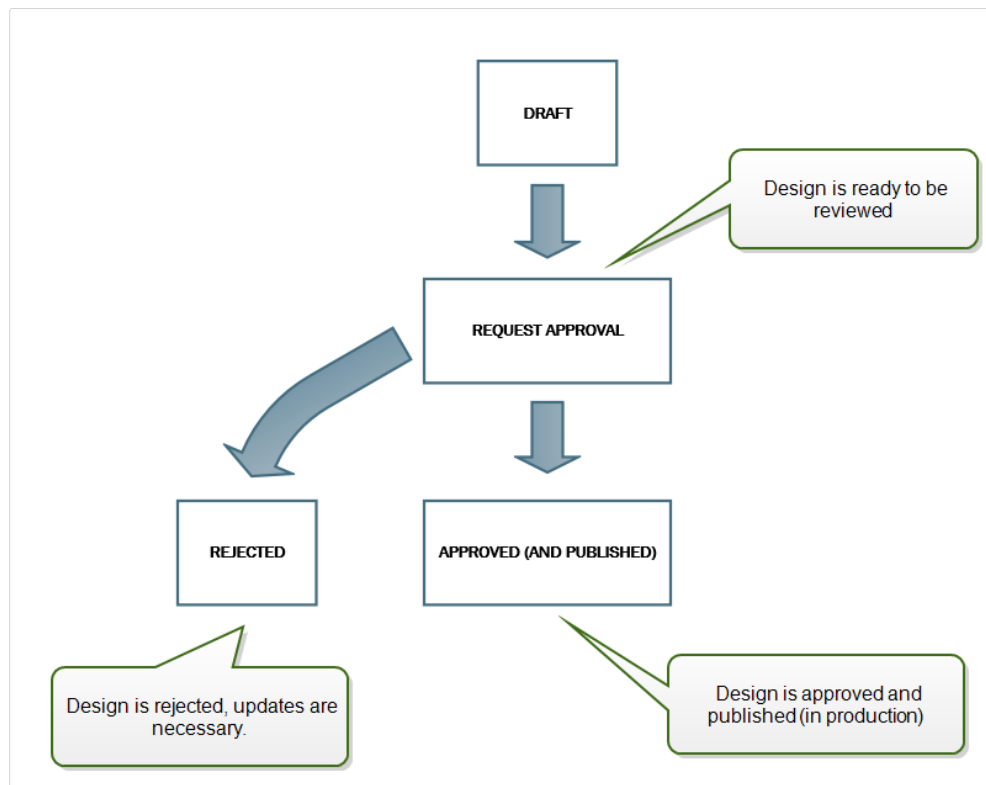 DRAFT
Design is ready to be
reviewed
REQUEST APPROVAL
REJECTED
APPROVED (AND PUBLISHED)
Design is rejected, updates are
necessary.
Design is approved and
published (in production)